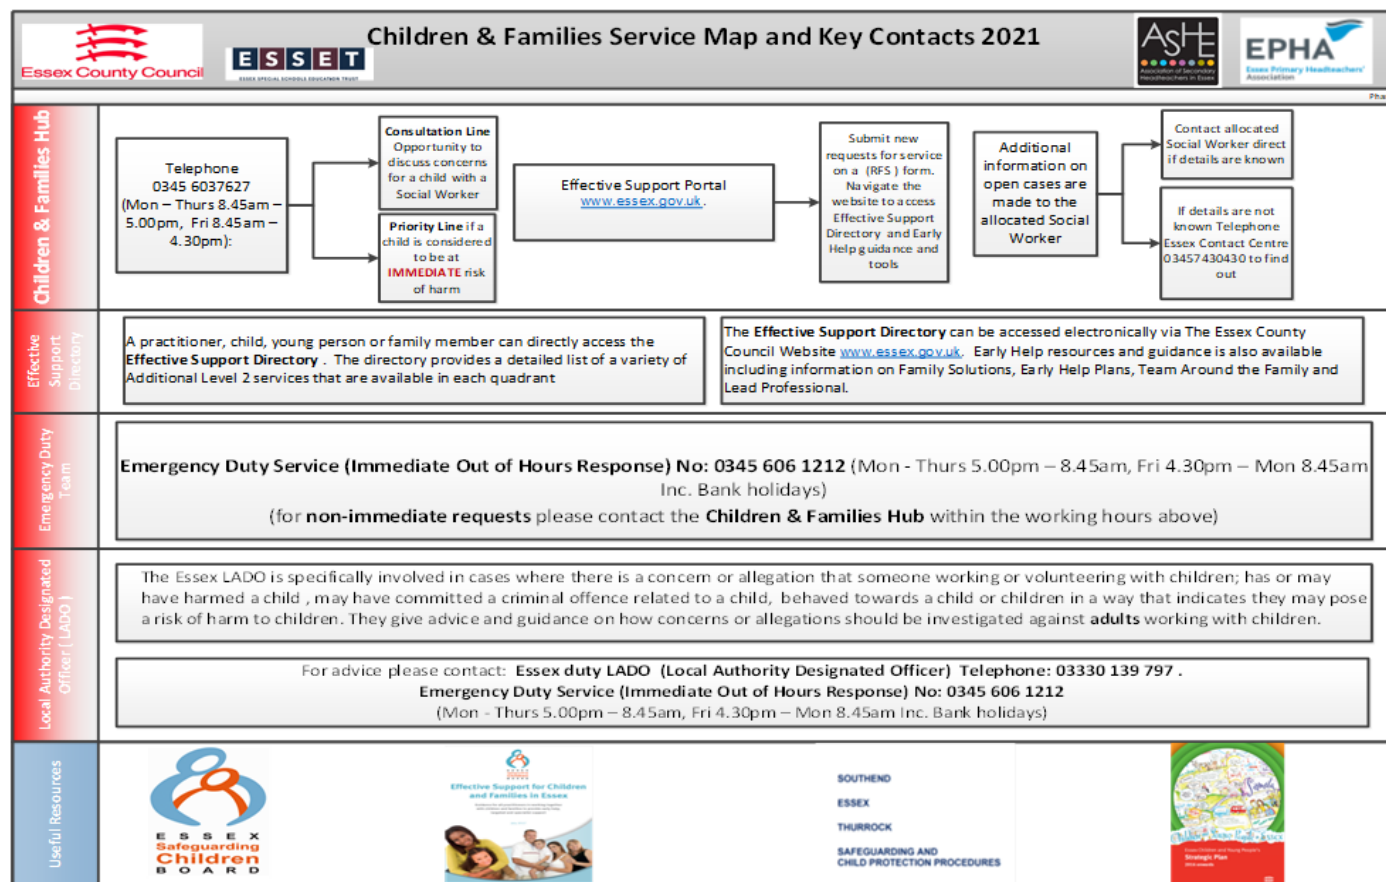 Children & Families Service Map and Key Contacts 2021
Essex County Council
ESSET
ESSEX SPECIAL SCHOOLS EDUCATION TRUST
ASHE
Association of Secondary
Headteachers in Essex
EPHA
Essex Primary Headteachers'
Association
Children & Families Hub
Telephone
0345 6037627
(Mon – Thurs 8.45am –
5.00pm, Fri 8.45am –
4.30pm):
Consultation Line
Opportunity to
discuss concerns
for a child with a
Social Worker
Priority Line if a
child is considered
to be at
IMMEDIATE risk
of harm
Effective Support Portal
www.essex.gov.uk .
Submit new
requests for service
on a (RFS ) form.
Navigate the
website to access
Effective Support
Directory and Early
Help guidance and
tools
Additional
information on
open cases are
made to the
allocated Social
Worker
Contact allocated
Social Worker direct
if details are known
If details are not
known Telephone
Essex Contact Centre
03457430430 to find
out
Effective
Support
Directory
A practitioner, child, young person or family member can directly access the
Effective Support Directory . The directory provides a detailed list of a variety of
Additional Level 2 services that are available in each quadrant
The Effective Support Directory can be accessed electronically via The Essex County
Council Website www.essex.gov.uk. Early Help resources and guidance is also available
including information on Family Solutions, Early Help Plans, Team Around the Family and
Lead Professional.
Emergency Duty
Team
Emergency Duty Service (Immediate Out of Hours Response) No: 0345 606 1212 (Mon - Thurs 5.00pm – 8.45am, Fri 4.30pm – Mon 8.45am
Inc. Bank holidays)
(for non-immediate requests please contact the Children & Families Hub within the working hours above)
Local Authority Designated
Officer ( LADO )
The Essex LADO is specifically involved in cases where there is a concern or allegation that someone working or volunteering with children; has or may
have harmed a child , may have committed a criminal offence related to a child, behaved towards a child or children in a way that indicates they may pose
a risk of harm to children. They give advice and guidance on how concerns or allegations should be investigated against adults working with children.
For advice please contact: Essex duty LADO (Local Authority Designated Officer) Telephone: 03330 139 797 .
Emergency Duty Service (Immediate Out of Hours Response) No: 0345 606 1212
(Mon - Thurs 5.00pm – 8.45am, Fri 4.30pm – Mon 8.45am Inc. Bank holidays)
Useful Resources
ESSEX
Safeguarding
Children
BOARD
Effective Support for Children
and Families in Essex
SOUTHEND
ESSEX
THURROCK
SAFEGUARDING AND
CHILD PROTECTION PROCEDURES
Essex Children and Young People's
Strategic Plan